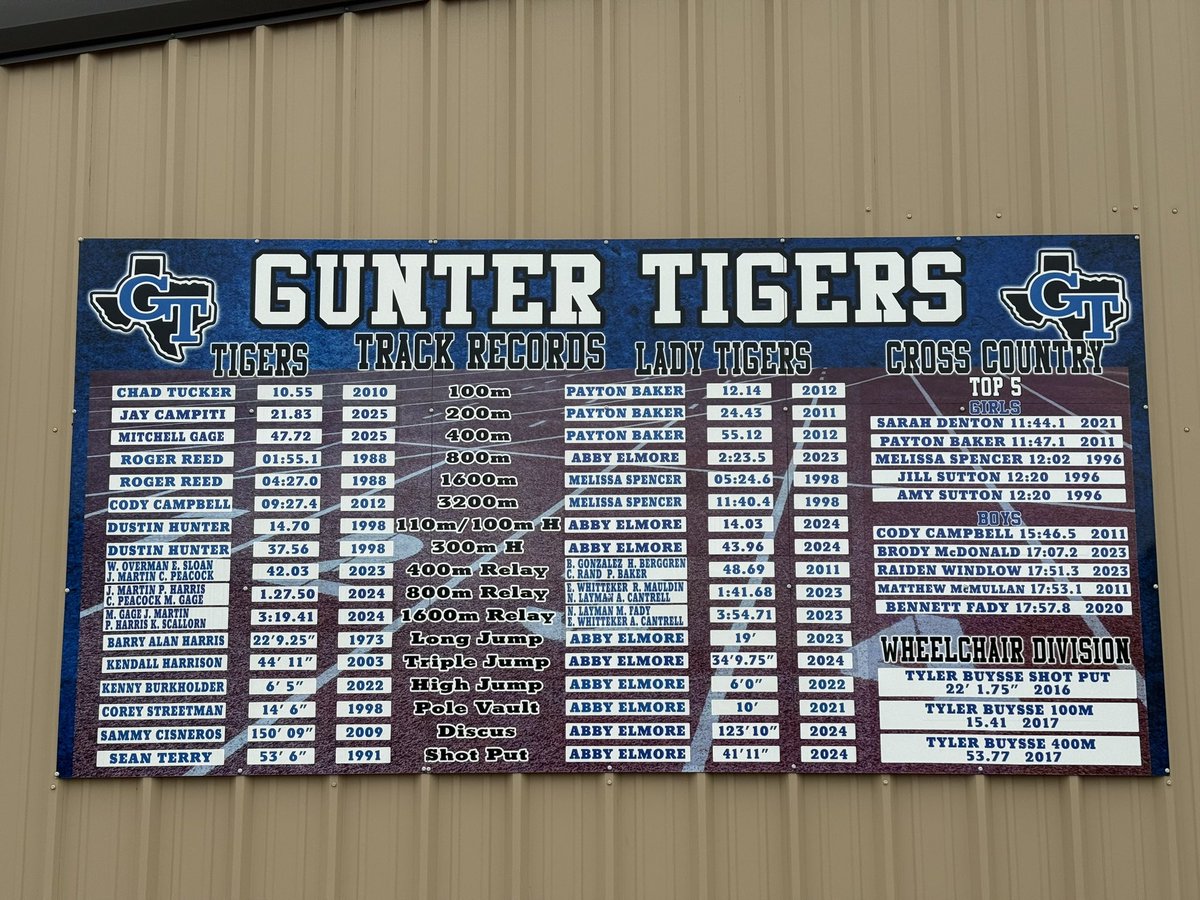 GT GUNTER TIGERS GT
TIGERS TRACK RECORDS LADY TIGERS
CHAD TUCKER 10.55 2010 100m PAYTON BAKER 12.14 2012
JAY CAMPITI 21.83 2025 200m PAYTON BAKER 24.43 2011
MITCHELL GAGE 47.72 2025 400m PAYTON BAKER 55.12 2012
ROGER REED 01:55.1 1988 800m ABBY ELMORE 2:23.5 2023
ROGER REED 04:27.0 1988 1600m MELISSA SPENCER 05:24.6 1998
CODY CAMPBELL 09:27.4 2012 3200m MELISSA SPENCER 11:40.4 1998
DUSTIN HUNTER 14.70 1998 110m/100m H ABBY ELMORE 14.03 2024
DUSTIN HUNTER 37.56 1998 300m H ABBY ELMORE 43.96 2024
W. OVERMAN E. SLOAN
J. MARTIN C. PEACOCK 42.03 2023 400m Relay B. GONZALEZ H. BERGGREN
C. RAND P. BAKER 48.69 2011
J. MARTIN P. HARRIS
C. PEACOCK M. GAGE 1.27.50 2024 800m Relay E. WHITTEKER R. MAULDIN
N. LAYMAN A. CANTRELL 1:41.68 2023
M. GAGE J. MARTIN
P. HARRIS K. SCALLORN 3:19.41 2024 1600m Relay N. LAYMAN M. FADY
E. WHITTEKER A. CANTRELL 3:54.71 2023
BARRY ALAN HARRIS 22'9.25" 1973 Long Jump ABBY ELMORE 19' 2023
KENDALL HARRISON 44' 11" 2003 Triple Jump ABBY ELMORE 34'9.75" 2024
KENNY BURKHOLDER 6' 5" 2022 High Jump ABBY ELMORE 6'0" 2022
COREY STREETMAN 14' 6" 1998 Pole Vault ABBY ELMORE 10' 2021
SAMMY CISNEROS 150' 09" 2009 Discus ABBY ELMORE 123'10" 2024
SEAN TERRY 53' 6" 1991 Shot Put ABBY ELMORE 41'11" 2024
CROSS COUNTRY
TOP 5
GIRLS
SARAH DENTON 11:44.1 2021
PAYTON BAKER 11:47.1 2011
MELISSA SPENCER 12:02 1996
JILL SUTTON 12:20 1996
AMY SUTTON 12:20 1996
BOYS
CODY CAMPBELL 15:46.5 2011
BRODY McDONALD 17:07.2 2023
RAIDEN WINDLOW 17:51.3 2023
MATTHEW McMULLAN 17:53.1 2011
BENNETT FADY 17:57.8 2020
WHEELCHAIR DIVISION
TYLER BUYSSE SHOT PUT
22' 1.75" 2016
TYLER BUYSSE 100M
15.41 2017
TYLER BUYSSE 400M
53.77 2017